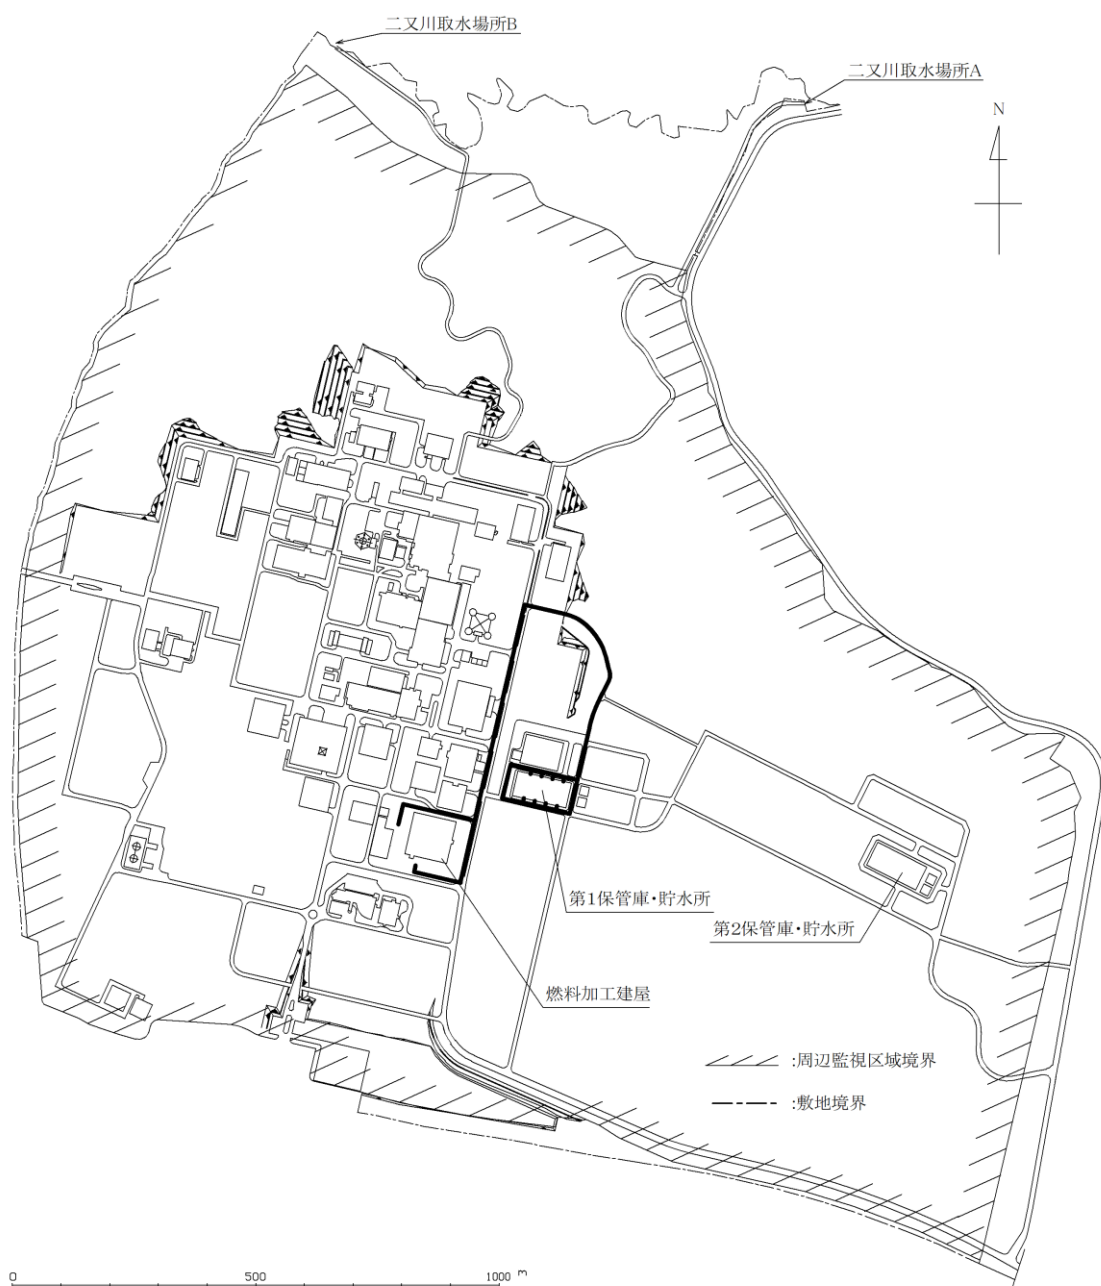 二又川取水場所B
二又川取水場所A
N
第1保管庫・貯水所
第2保管庫・貯水所
燃料加工建屋
:周辺監視区域境界
:敷地境界
0 500 1000 m